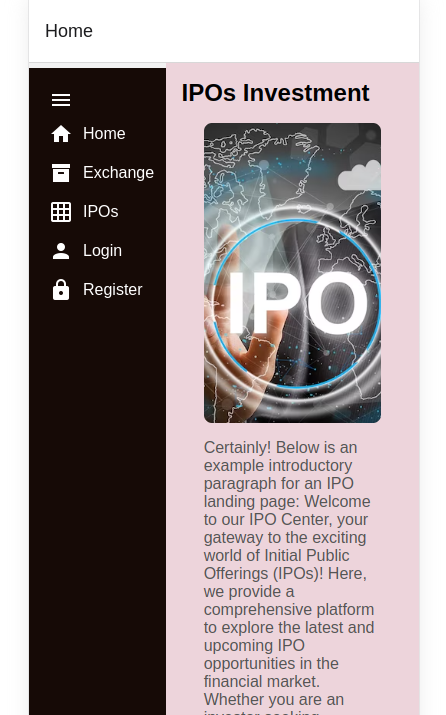 Home
Home
Exchange
IPOs
Login
Register
IPOs Investment
IPO
Certainly! Below is an
example introductory
paragraph for an IPO
landing page: Welcome
to our IPO Center, your
gateway to the exciting
world of Initial Public
Offerings (IPOs)! Here,
we provide a
comprehensive platform
to explore the latest and
upcoming IPO
opportunities in the
financial market.
Whether you are an
investor seeking